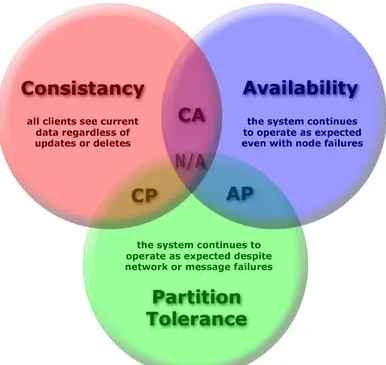 Consistancy
all clients see current
data regardless of
updates or deletes
Availability
the system continues
to operate as expected
even with node failures
CA
N/A
CP
AP
the system continues to
operate as expected despite
network or message failures
Partition
Tolerance